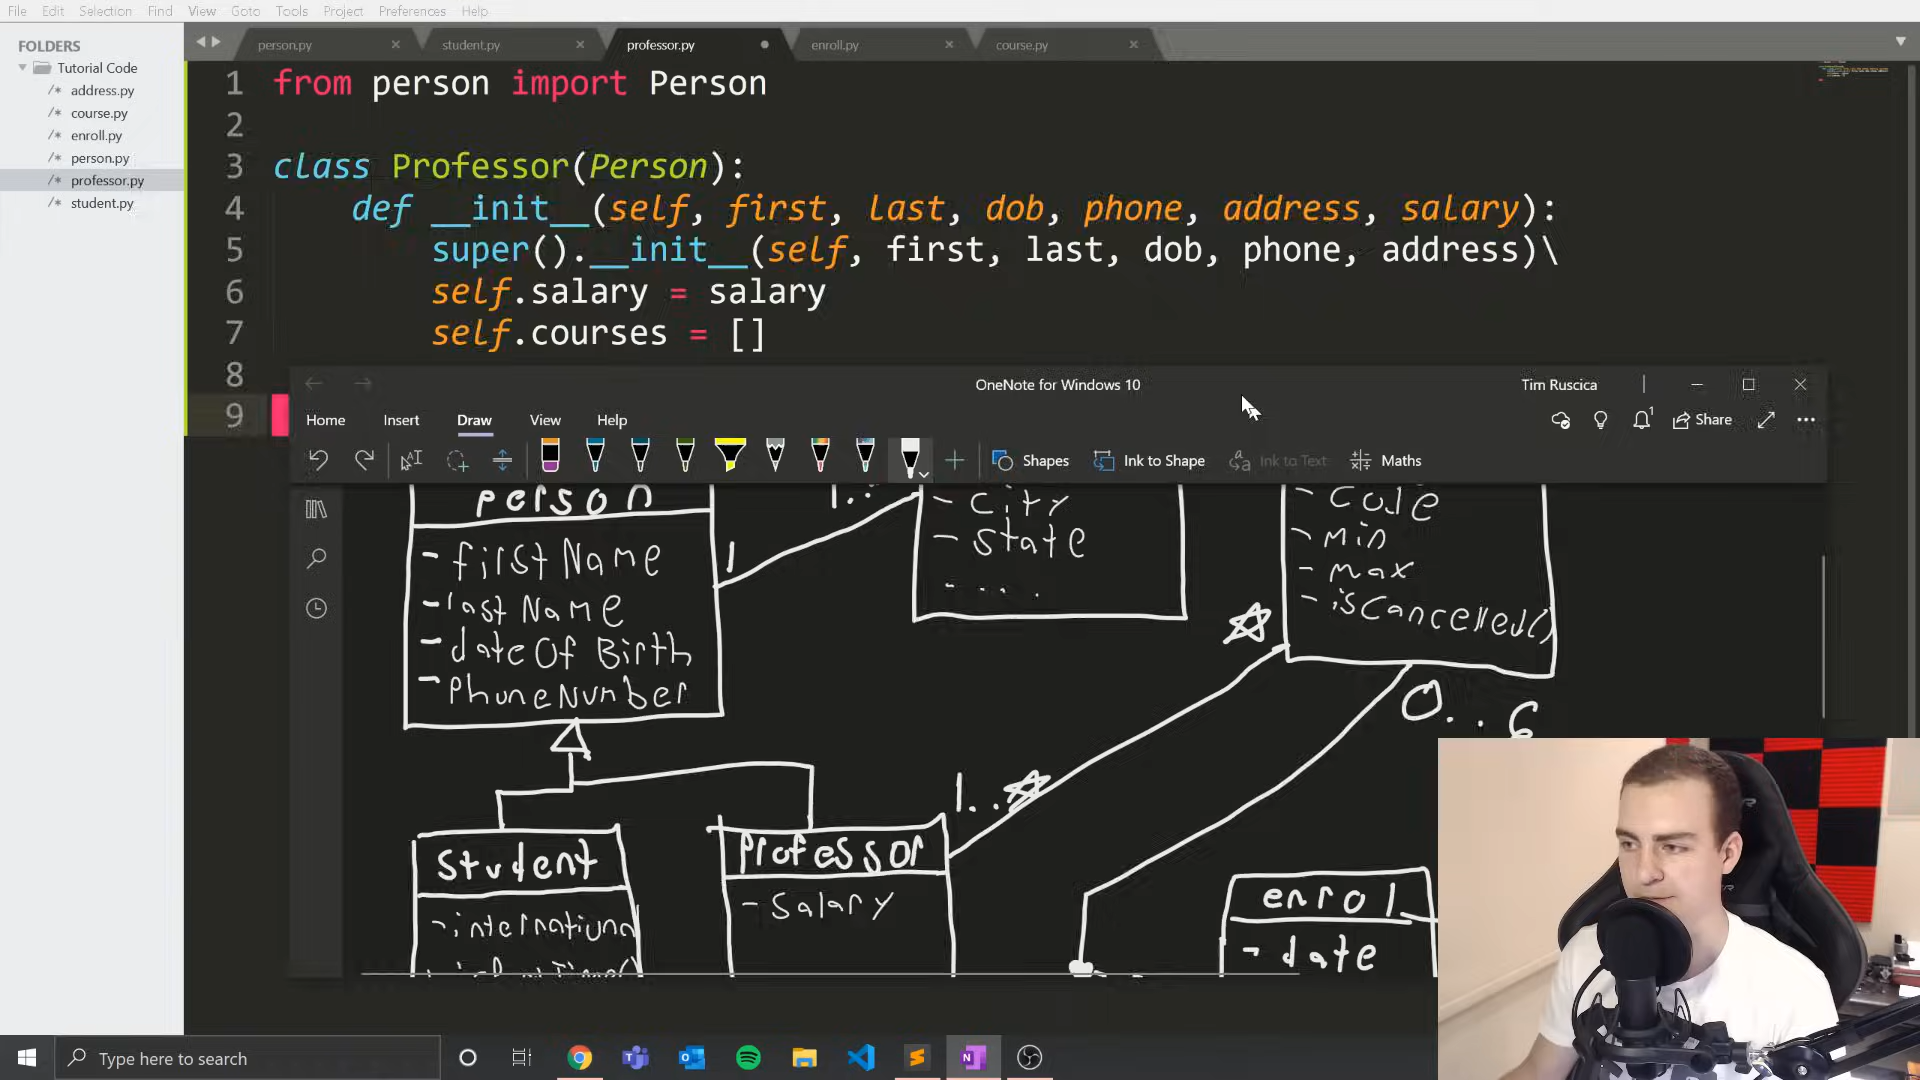 File Edit Selection Find View Goto Tools Project Preferences Help
FOLDERS
Tutorial Code
/* address.py
/* course.py
/* enroll.py
/* person.py
/* professor.py
/* student.py
person.py student.py professor.py enroll.py course.py
1 from person import Person
2
3 class Professor(Person):
4 def __init__(self, first, last, dob, phone, address, salary):
5 super().__init__(self, first, last, dob, phone, address)\
6 self.salary = salary
7 self.courses = []
8
9
OneNote for Windows 10 Tim Ruscica
Home Insert Draw View Help
1 Share
Shapes Ink to Shape Ink to Text Maths
person
- firstName
- lastName
- dateOf Birth
- PhoneNumber
1..
1
- city
- state
- ....
- code
- min
- max
- isCancelled()
0..6
1..
student
- internationa
Professor
- salary
enrol
- date
Type here to search